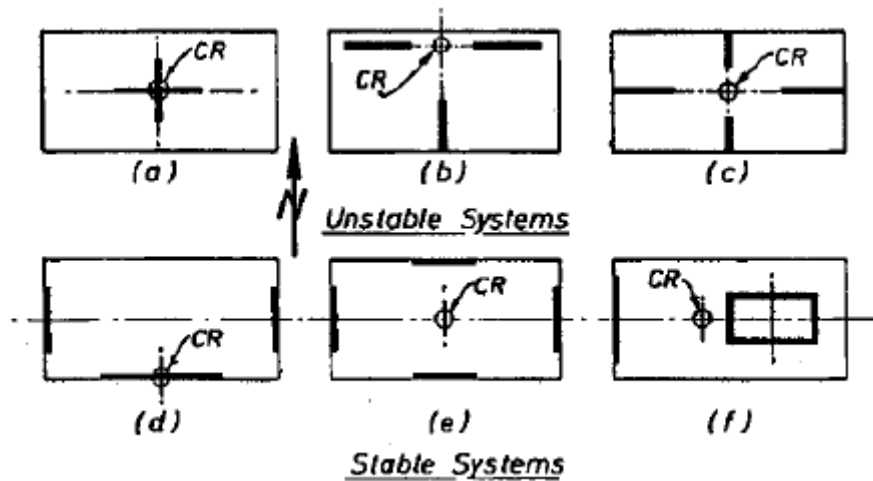 CR CR CR
(a) (b) (c)
N
Unstable Systems
CR CR CR
(d) (e) (f)
Stable Systems